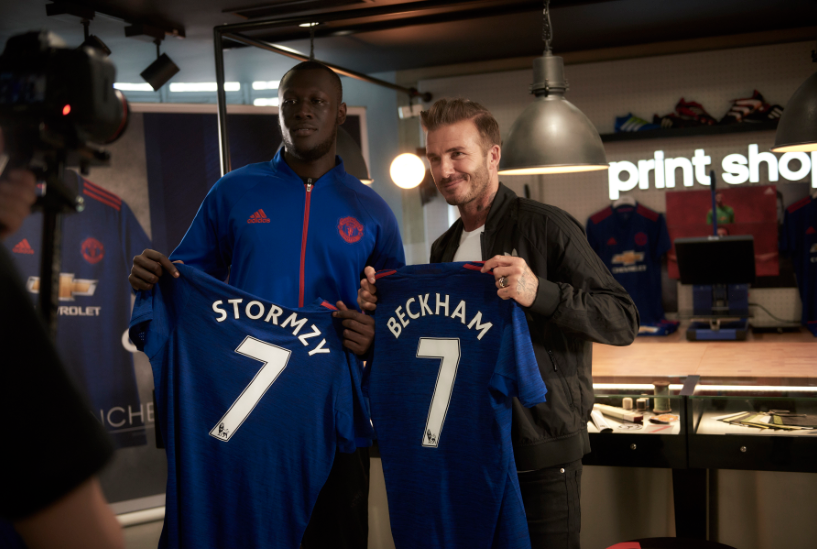 print shop
adidas
CHEVROLET
STORMZY
7
BECKHAM
7